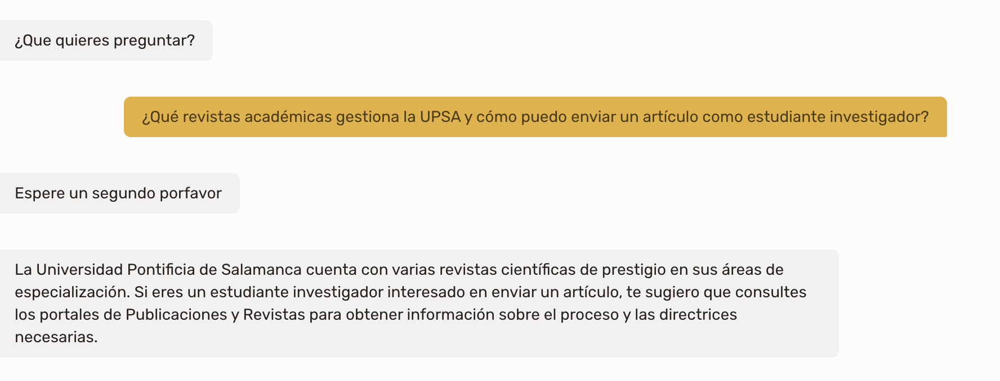 ¿Que quieres preguntar?
¿Qué revistas académicas gestiona la UPSA y cómo puedo enviar un artículo como estudiante investigador?
Espere un segundo porfavor
La Universidad Pontificia de Salamanca cuenta con varias revistas científicas de prestigio en sus áreas de
especialización. Si eres un estudiante investigador interesado en enviar un artículo, te sugiero que consultes
los portales de Publicaciones y Revistas para obtener información sobre el proceso y las directrices
necesarias.